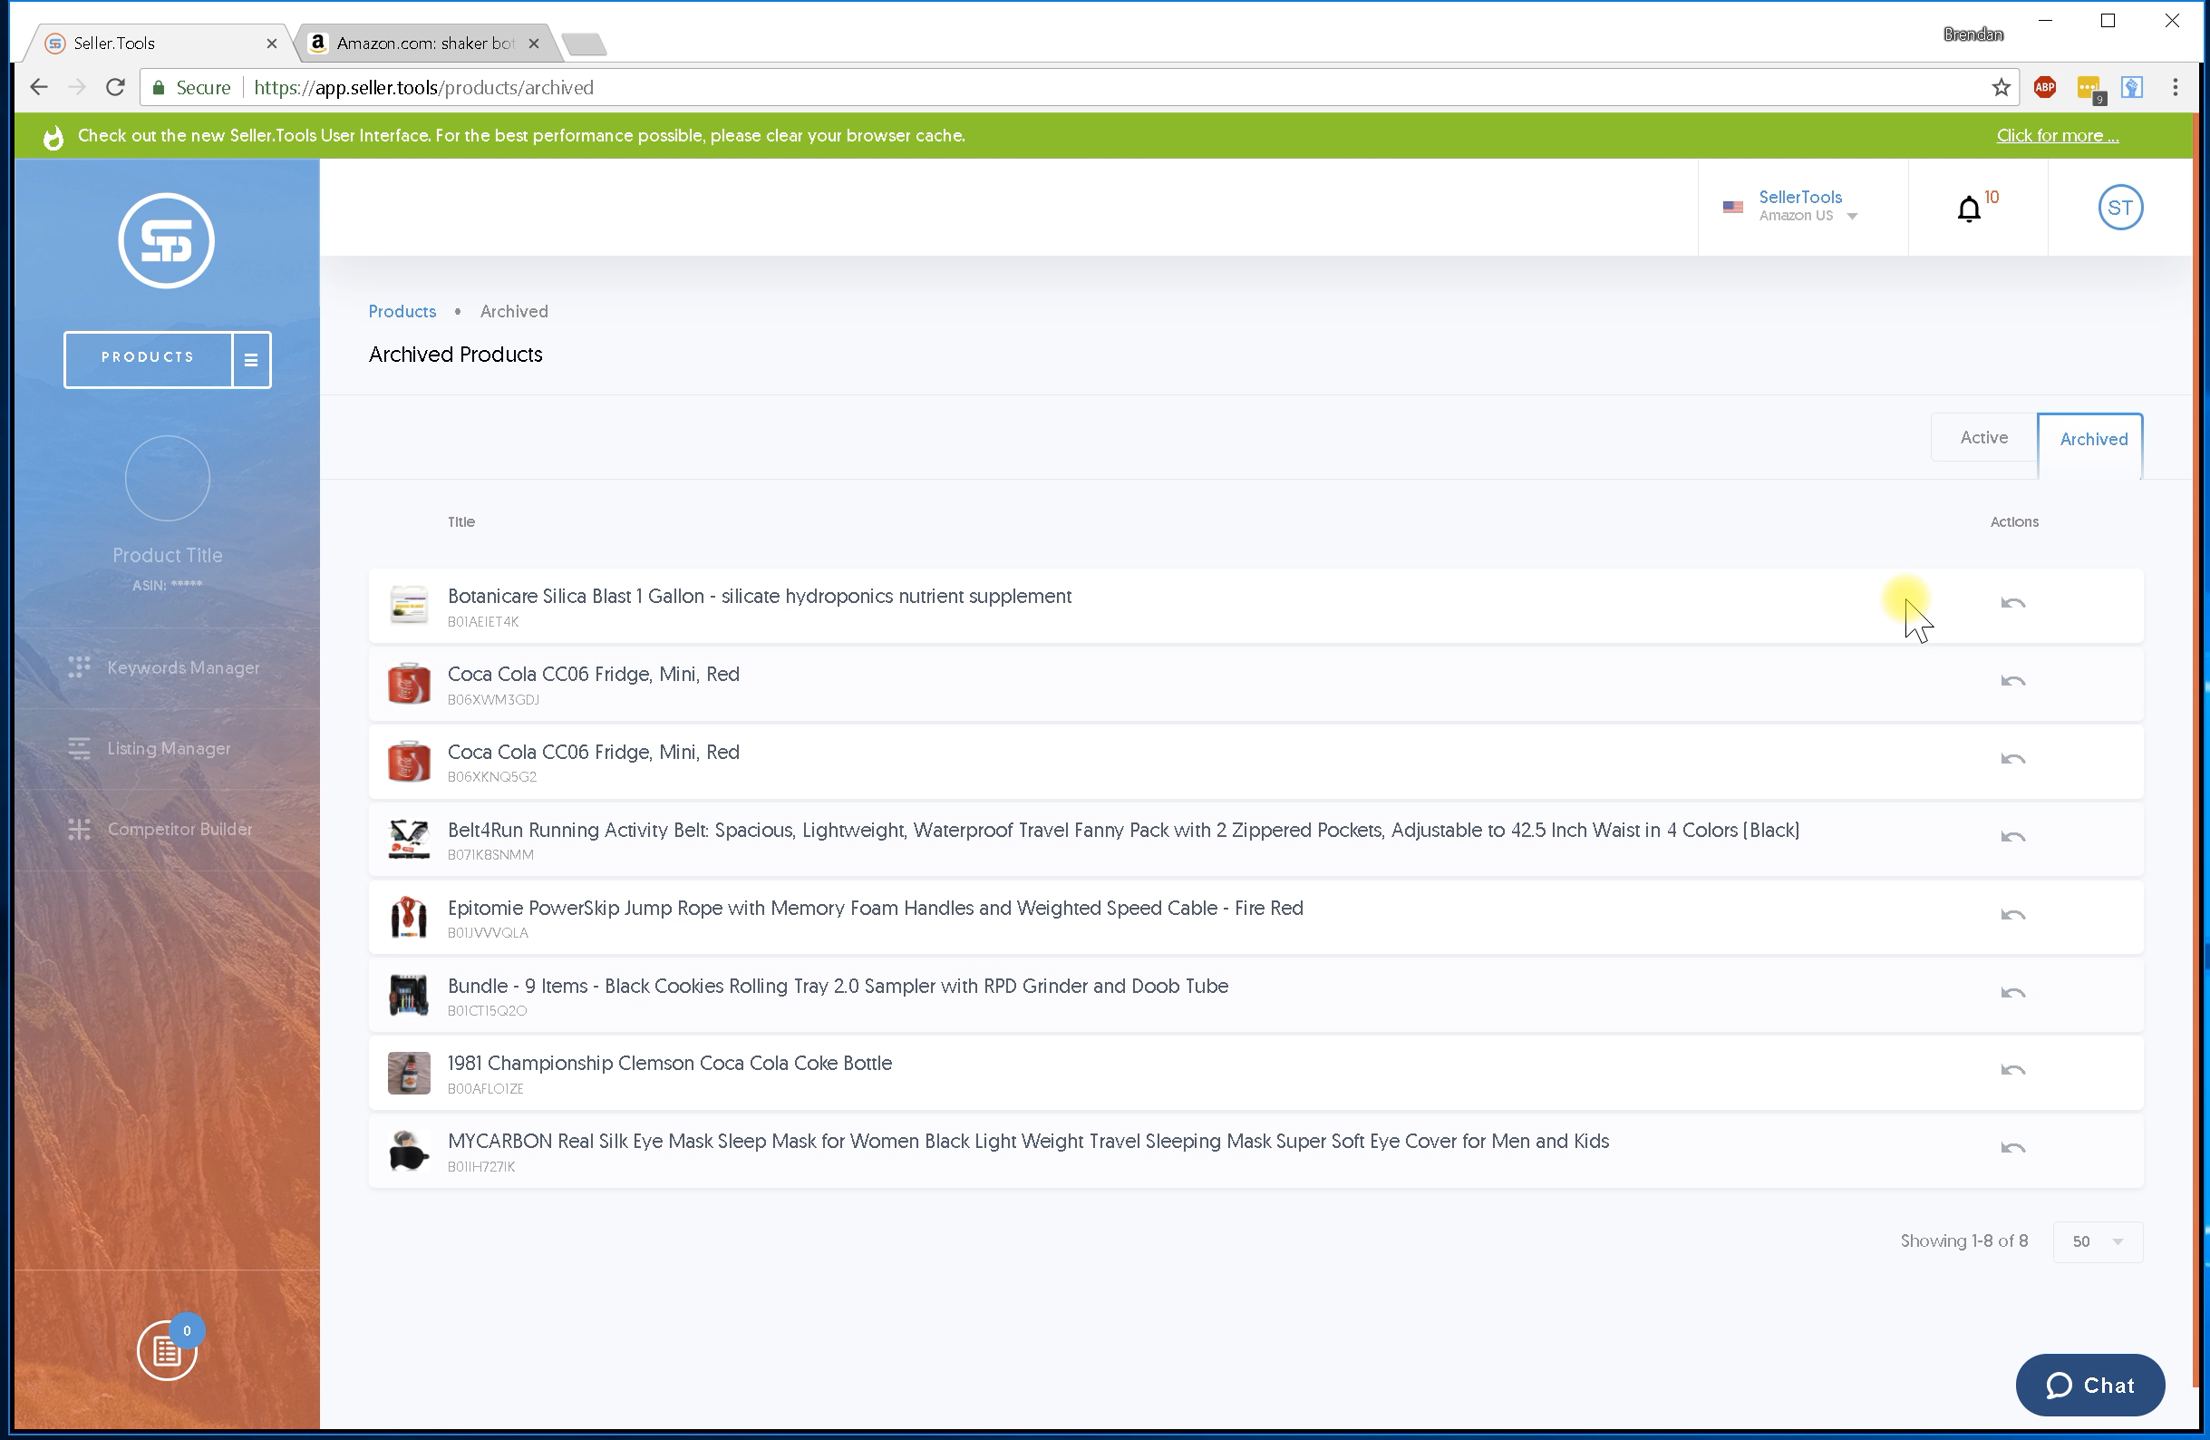 Seller.Tools
Amazon.com: shaker bot
Brendan
Secure
https://app.seller.tools/products/archived
ABP
9
Check out the new Seller.Tools User Interface. For the best performance possible, please clear your browser cache.
Click for more ...
SellerTools
Amazon US
10
ST
PRODUCTS
Product Title
ASIN: *****
Keywords Manager
Listing Manager
Competitor Builder
0
Products • Archived
Archived Products
Active
Archived
Title
Actions
Botanicare Silica Blast 1 Gallon - silicate hydroponics nutrient supplement
B01AEIET4K
Coca Cola CC06 Fridge, Mini, Red
B06XWM3GDJ
Coca Cola CC06 Fridge, Mini, Red
B06XKNQ5G2
Belt4Run Running Activity Belt: Spacious, Lightweight, Waterproof Travel Fanny Pack with 2 Zippered Pockets, Adjustable to 42.5 Inch Waist in 4 Colors (Black)
B071K8SNMM
Epitomie PowerSkip Jump Rope with Memory Foam Handles and Weighted Speed Cable - Fire Red
B01JVVVQLA
Bundle - 9 Items - Black Cookies Rolling Tray 2.0 Sampler with RPD Grinder and Doob Tube
B01CT15Q2O
1981 Championship Clemson Coca Cola Coke Bottle
B00AFLO1ZE
MYCARBON Real Silk Eye Mask Sleep Mask for Women Black Light Weight Travel Sleeping Mask Super Soft Eye Cover for Men and Kids
B01IH727IK
Showing 1-8 of 8
50
Chat